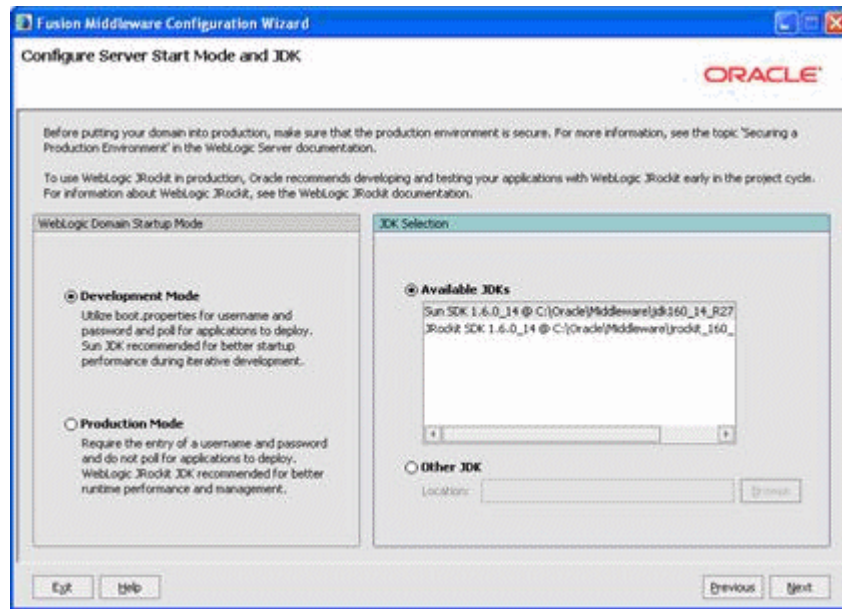 Fusion Middleware Configuration Wizard
Configure Server Start Mode and JDK
ORACLE
Before putting your domain into production, make sure that the production environment is secure. For more information, see the topic 'Securing a
Production Environment' in the WebLogic Server documentation.
To use WebLogic JRockit in production, Oracle recommends developing and testing your applications with WebLogic JRockit early in the project cycle.
For information about WebLogic JRockit, see the WebLogic JRockit documentation.
WebLogic Domain Startup Mode
Development Mode
Utilize boot.properties for username and
password and poll for applications to deploy.
Sun JDK recommended for better startup
performance during iterative development.
Production Mode
Require the entry of a username and password
and do not poll for applications to deploy.
WebLogic JRockit JDK recommended for better
runtime performance and management.
JDK Selection
Available JDKs
Sun SDK 1.6.0_14 @ C:\Oracle\Middleware\jdk160_14_R27
JRockit SDK 1.6.0_14 @ C:\Oracle\Middleware\jrockit_160_
Other JDK
Location:
Browse
Exit
Help
Previous
Next